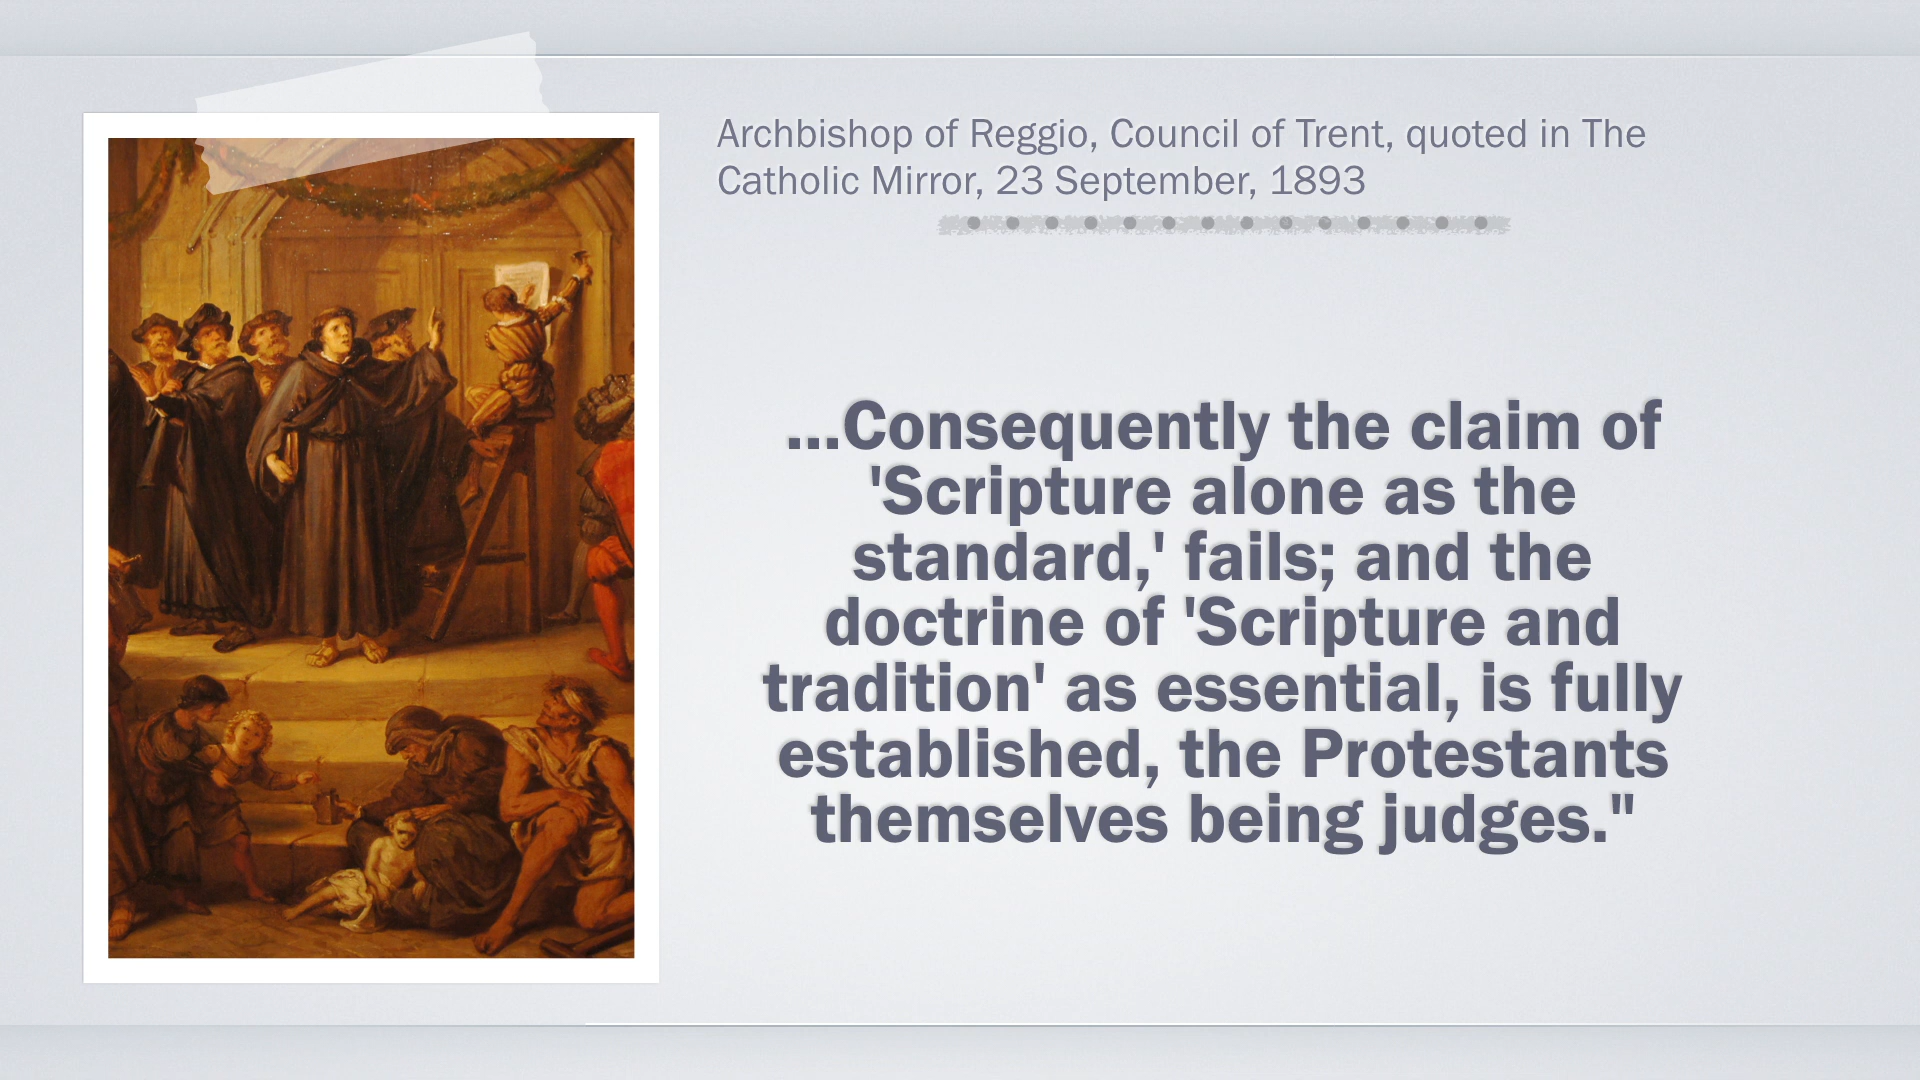 Archbishop of Reggio, Council of Trent, quoted in The
Catholic Mirror, 23 September, 1893
...Consequently the claim of
'Scripture alone as the
standard,' fails; and the
doctrine of 'Scripture and
tradition' as essential, is fully
established, the Protestants
themselves being judges."